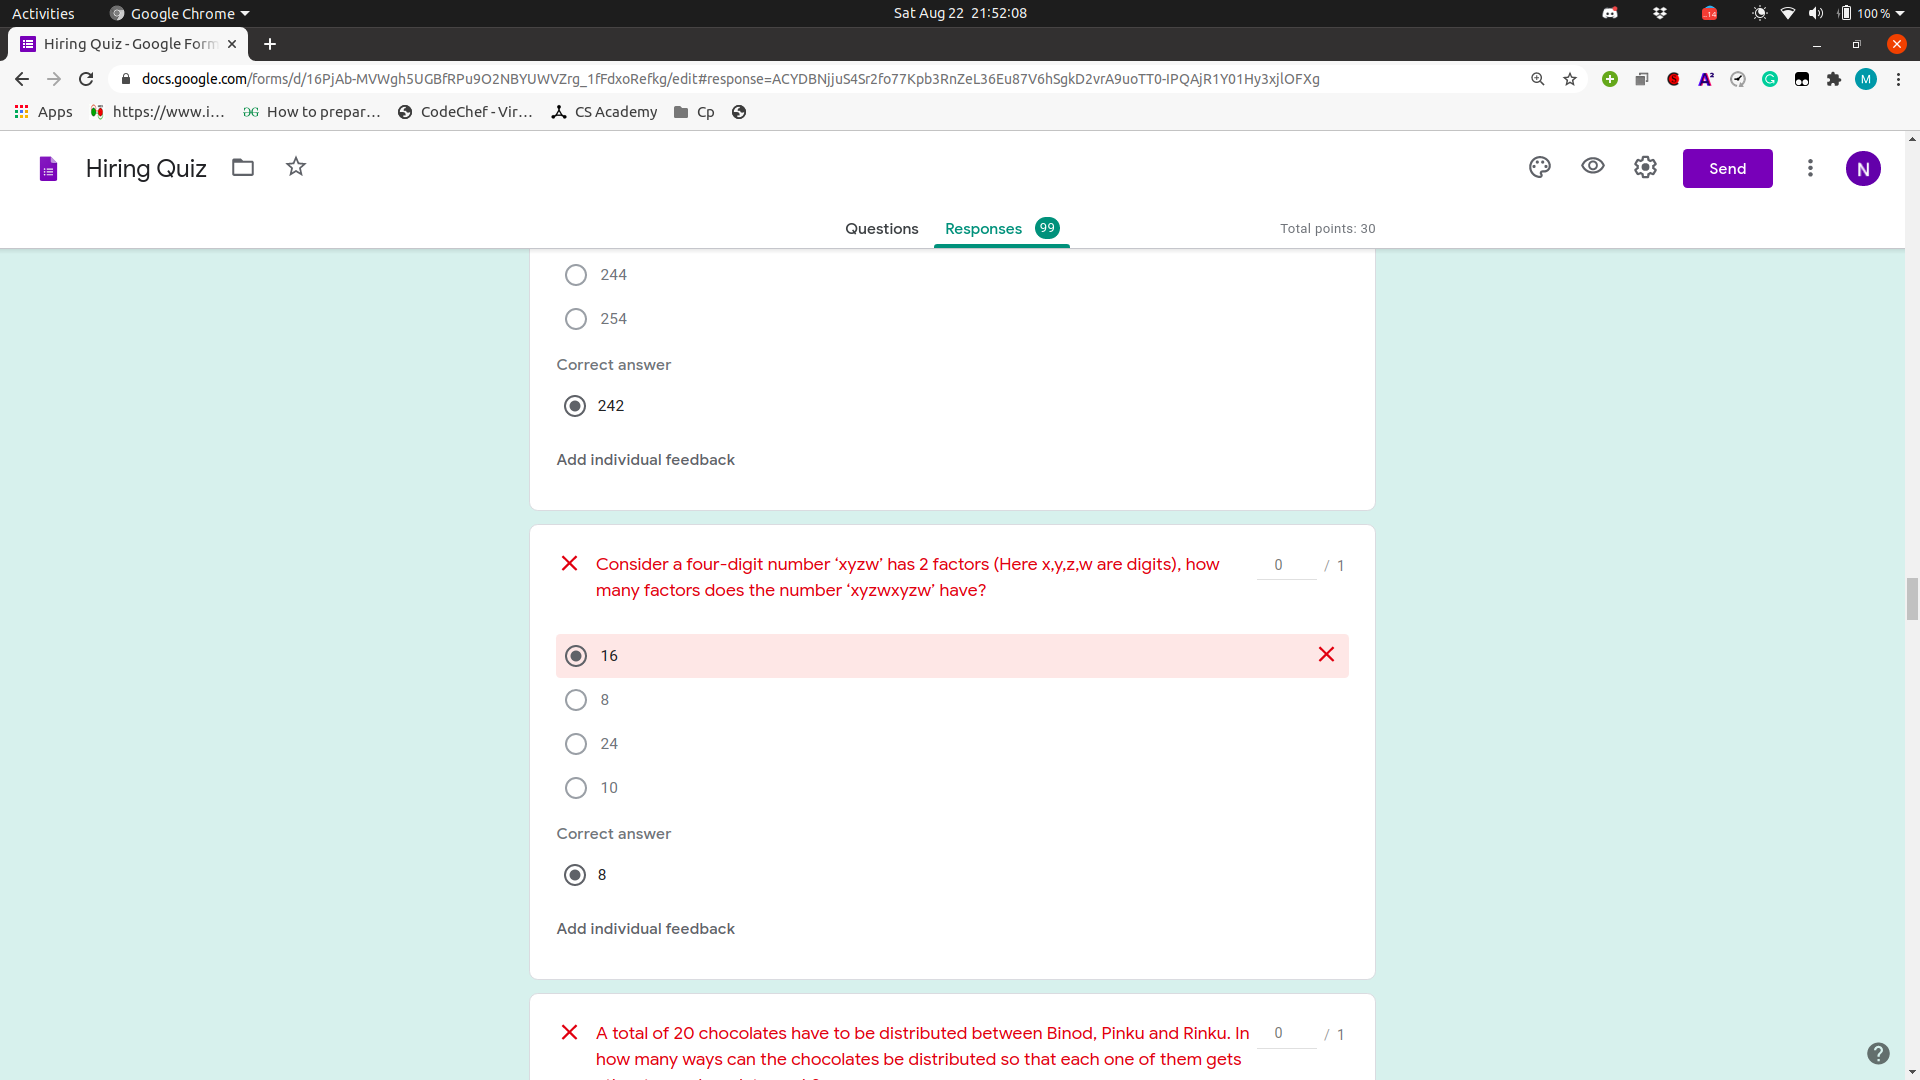 Activities
Google Chrome
Sat Aug 22 21:52:08
14
100 %
Hiring Quiz - Google Form
docs.google.com/forms/d/16PjAb-MVWgh5UGBfRPu9O2NBYUWVZrg_1fFdxoRefkg/edit#response=ACYDBNjjuS4Sr2fo77Kpb3RnZeL36Eu87V6hSgkD2vrA9uoTT0-IPQAjR1Y01Hy3xjlOFXg
M
Apps
https://www.i...
How to prepar...
CodeChef - Vir...
CS Academy
Cp
Hiring Quiz
Send
N
Questions
Responses 99
Total points: 30
244
254
Correct answer
242
Add individual feedback
Consider a four-digit number ‘xyzw’ has 2 factors (Here x,y,z,w are digits), how
many factors does the number ‘xyzwxyzw’ have?
0 / 1
16
8
24
10
Correct answer
8
Add individual feedback
A total of 20 chocolates have to be distributed between Binod, Pinku and Rinku. In
how many ways can the chocolates be distributed so that each one of them gets
0 / 1